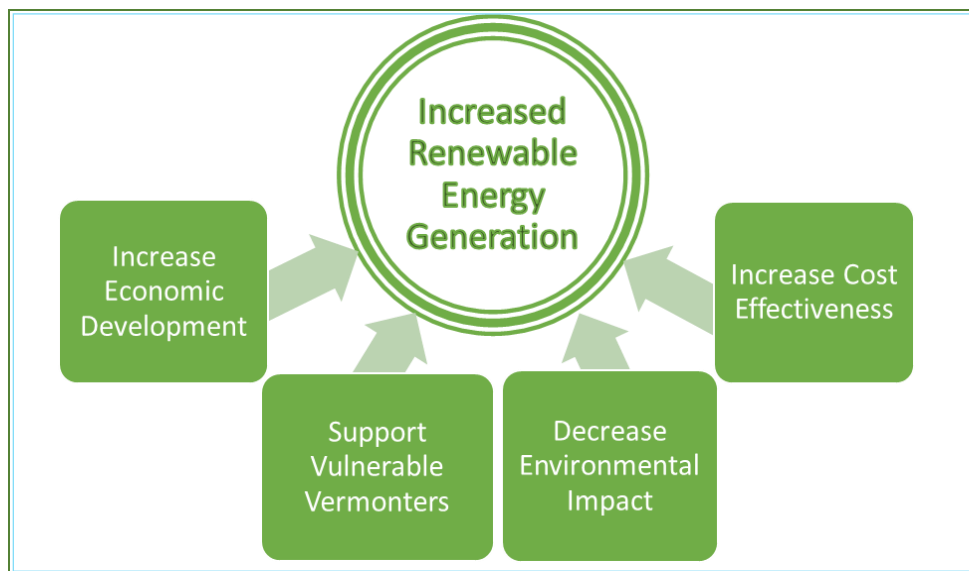 Increased
Renewable
Energy
Generation
Increase
Economic
Development
Support
Vulnerable
Vermonters
Decrease
Environmental
Impact
Increase Cost
Effectiveness